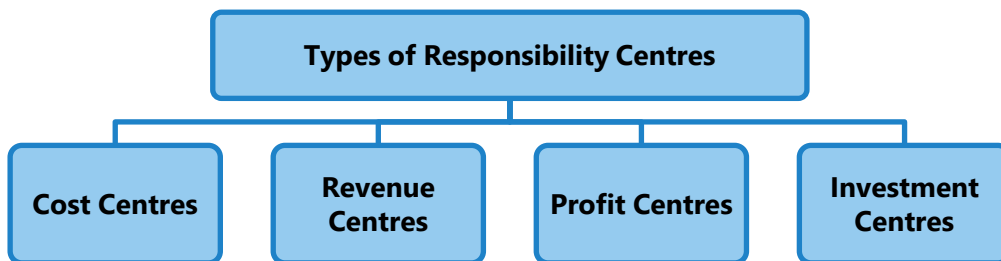 Types of Responsibility Centres
Cost Centres
Revenue
Centres
Profit Centres
Investment
Centres